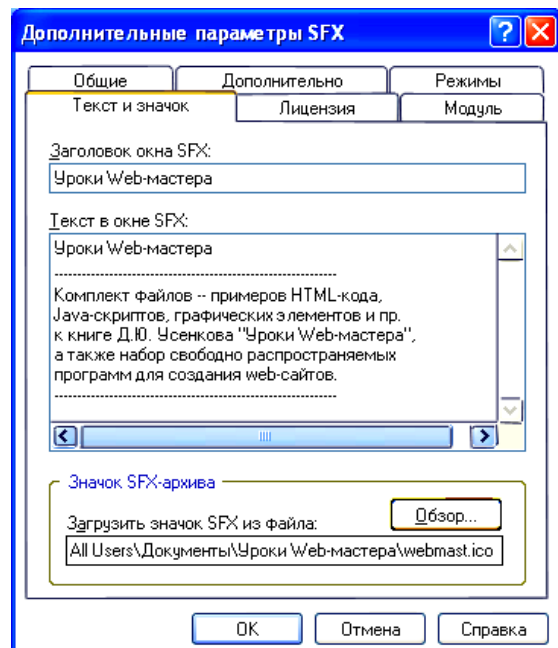 Дополнительные параметры SFX
Общие
Дополнительно
Режимы
Текст и значок
Лицензия
Модуль
Заголовок окна SFX:
Уроки Web-мастера
Текст в окне SFX:
Уроки Web-мастера
------------------------------------------------------------
Комплект файлов -- примеров HTML-кода,
Java-скриптов, графических элементов и пр.
к книге Д.Ю. Усенкова "Уроки Web-мастера",
а также набор свободно распространяемых
программ для создания web-сайтов.
------------------------------------------------------------
Значок SFX-архива
Загрузить значок SFX из файла:
Обзор...
All Users\Документы\Уроки Web-мастера\webmast.ico
OK
Отмена
Справка